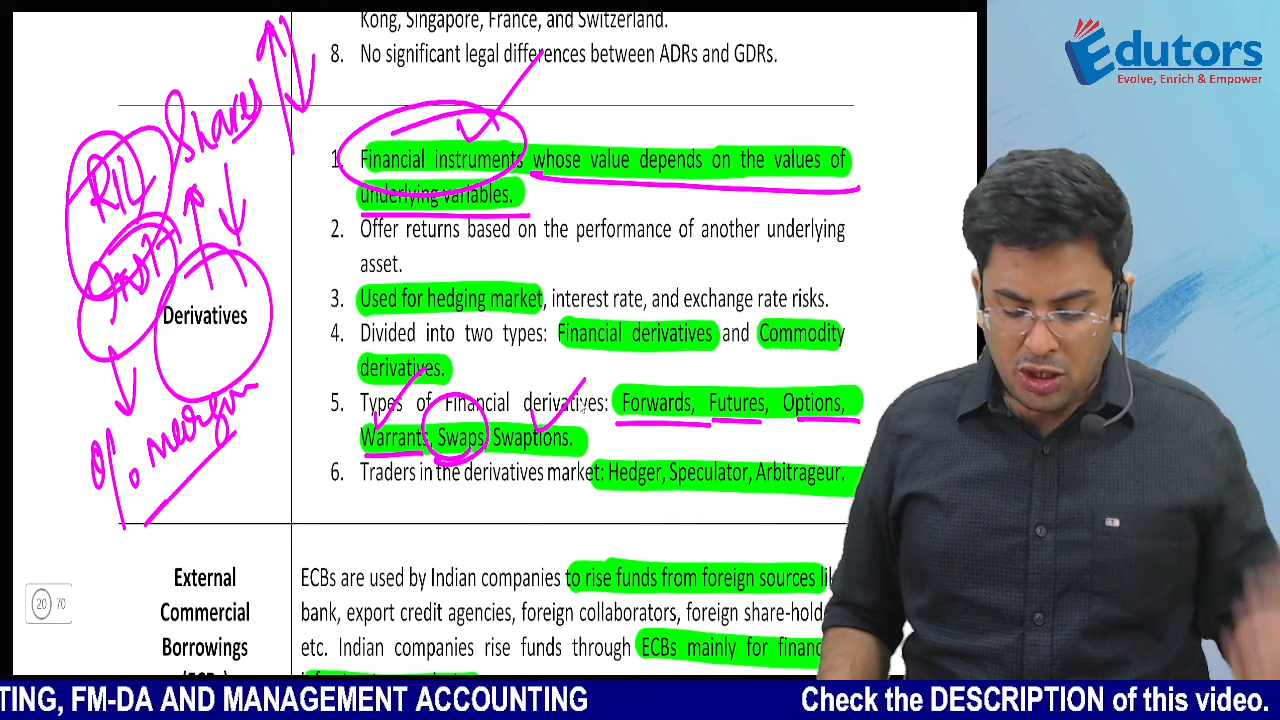 Kong, Singapore, France, and Switzerland.
8. No significant legal differences between ADRs and GDRs.
Edutors
Evolve, Enrich & Empower
Shares
RIL
Derivatives
% margin
1. Financial instruments whose value depends on the values of
underlying variables.
2. Offer returns based on the performance of another underlying
asset.
3. Used for hedging market, interest rate, and exchange rate risks.
4. Divided into two types: Financial derivatives and Commodity
derivatives.
5. Types of Financial derivatives: Forwards, Futures, Options,
Warrants, Swaps, Swaptions.
6. Traders in the derivatives market: Hedger, Speculator, Arbitrageur.
External
Commercial
Borrowings
ECBs are used by Indian companies to rise funds from foreign sources
bank, export credit agencies, foreign collaborators, foreign share-hold
etc. Indian companies rise funds through ECBs mainly for financ
20 70
TING, FM-DA AND MANAGEMENT ACCOUNTING
Check the DESCRIPTION of this video.